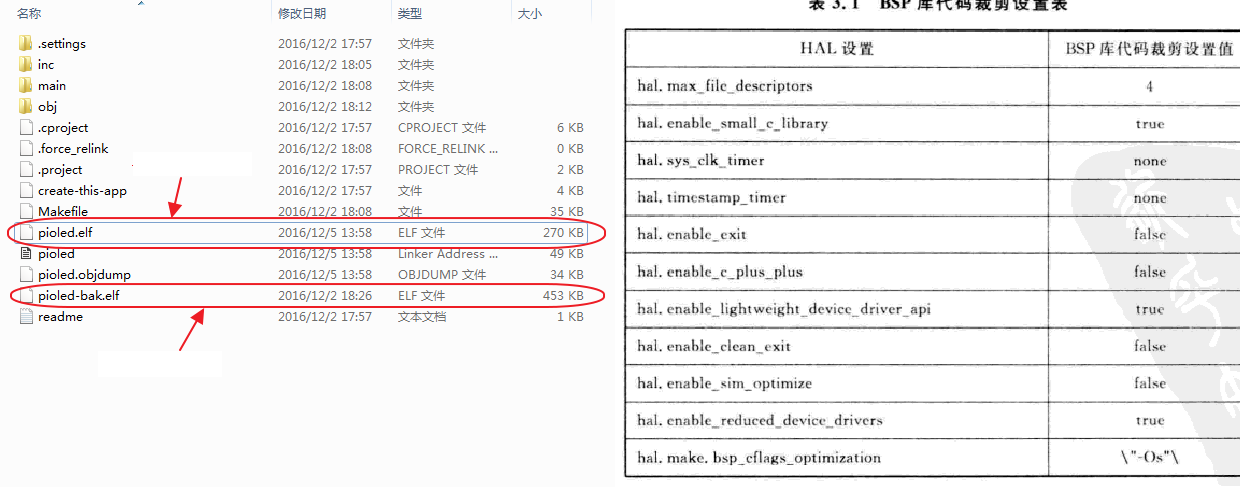 名称 修改日期 类型 大小
.settings 2016/12/2 17:57 文件夹
inc 2016/12/2 18:05 文件夹
main 2016/12/2 18:08 文件夹
obj 2016/12/2 18:12 文件夹
.cproject 2016/12/2 17:57 CPROJECT 文件 6 KB
.force_relink 2016/12/2 18:08 FORCE_RELINK ... 0 KB
.project 2016/12/2 17:57 PROJECT 文件 2 KB
create-this-app 2016/12/2 17:57 文件 4 KB
Makefile 2016/12/2 18:08 文件 35 KB
pioled.elf 2016/12/5 13:58 ELF 文件 270 KB
pioled 2016/12/5 13:58 Linker Address ... 49 KB
pioled.objdump 2016/12/5 13:58 OBJDUMP 文件 34 KB
pioled-bak.elf 2016/12/2 18:26 ELF 文件 453 KB
readme 2016/12/2 17:57 文本文档 1 KB
表 3.1 BSP 库代码裁剪设置表
HAL 设置 BSP 库代码裁剪设置值
hal. max_file_descriptors 4
hal. enable_small_c_library true
hal. sys_clk_timer none
hal. timestamp_timer none
hal. enable_exit false
hal. enable_c_plus_plus false
hal. enable_lightweight_device_driver_api true
hal. enable_clean_exit false
hal. enable_sim_optimize false
hal. enable_reduced_device_drivers true
hal. make. bsp_cflags_optimization \"-Os"\